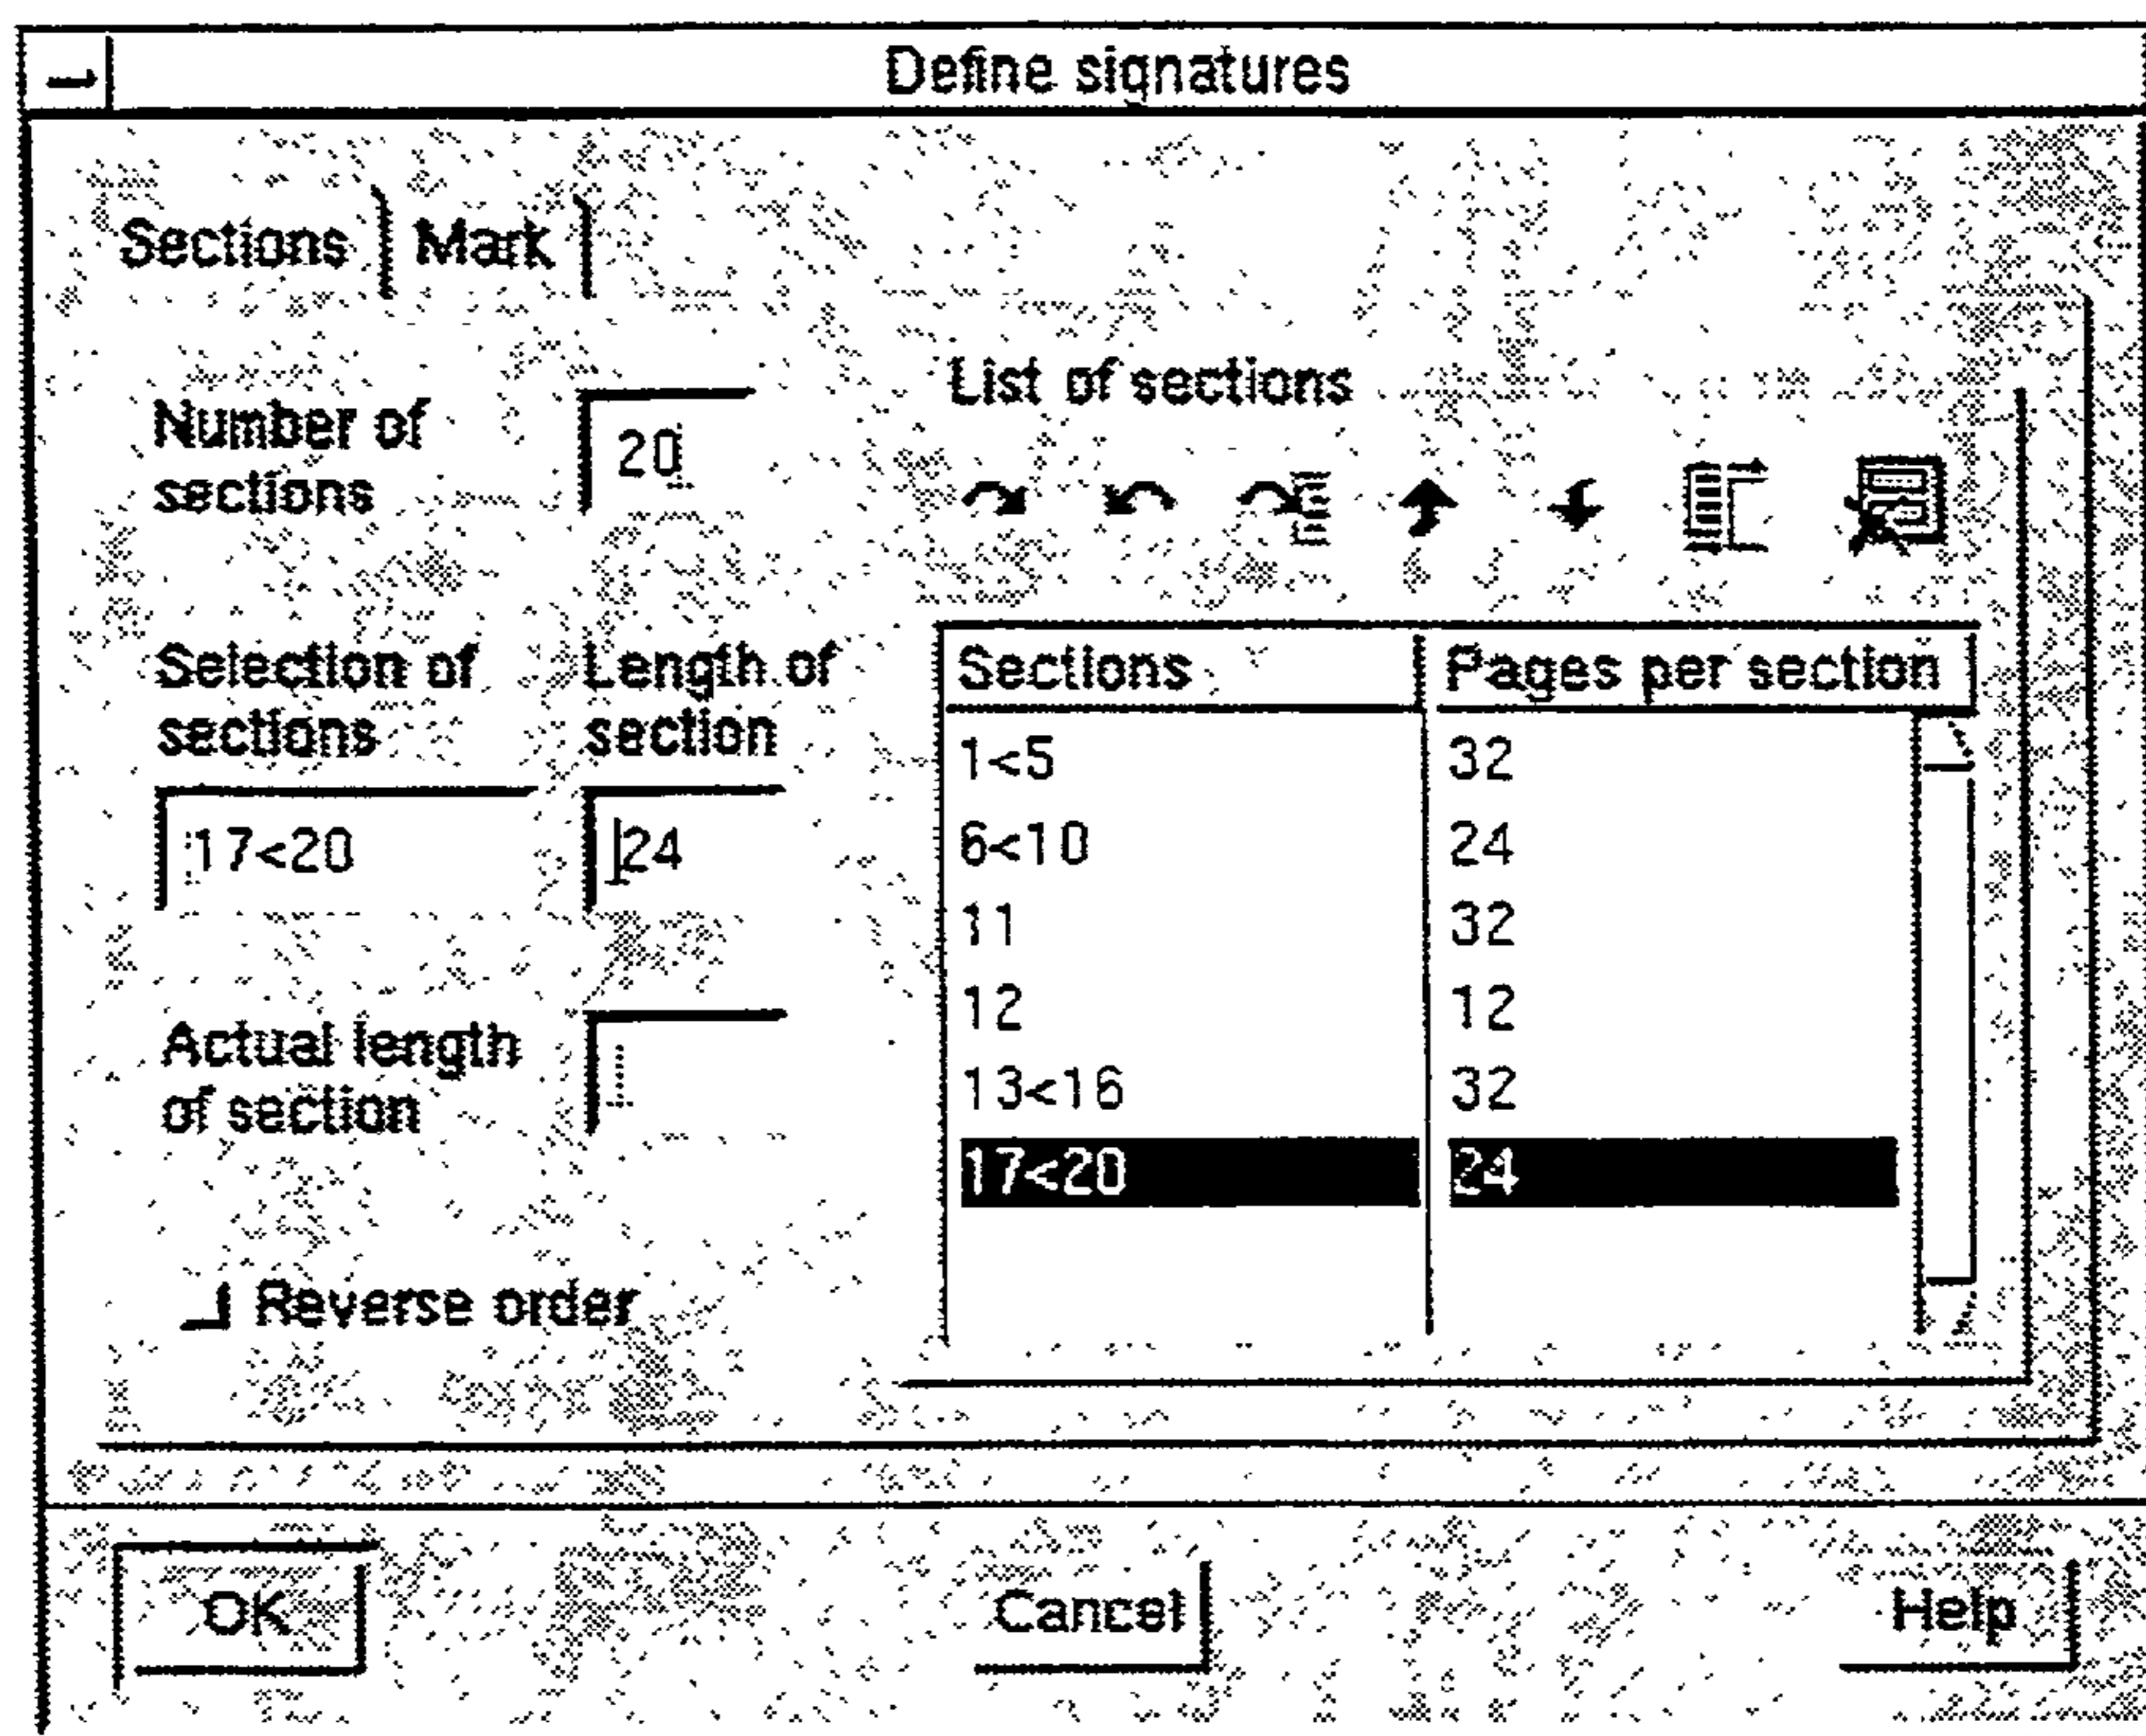 Define signatures
Sections Mark
Number of
sections
20
Selection of
sections
17<20
Length of
section
24
Actual length
of section
Reverse order
List of sections
Sections Pages per section
1<5 32
6<10 24
11 32
12 12
13<16 32
17<20 24
OK Cancel Help